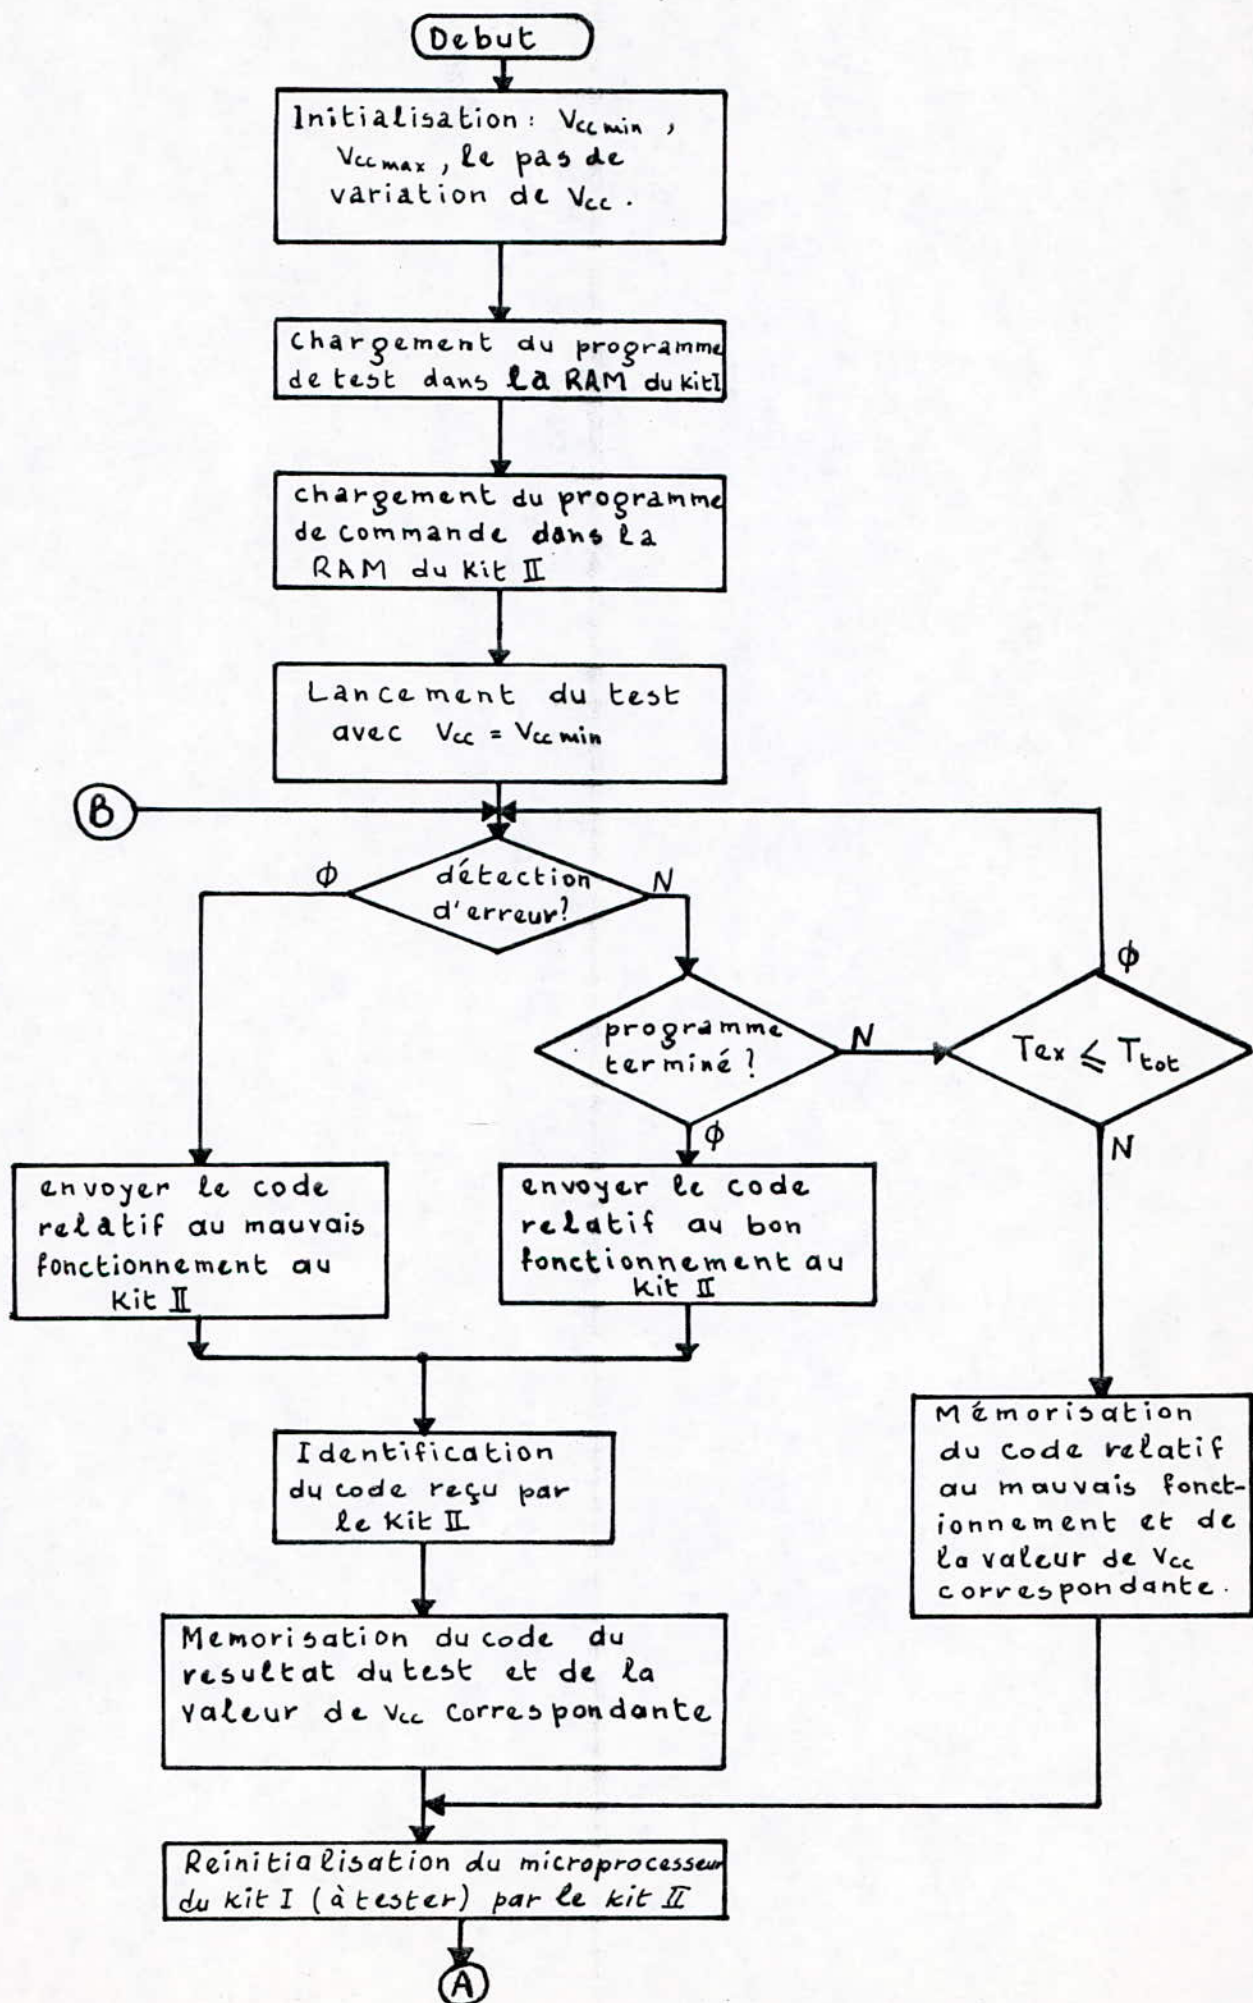 Debut
Initialisation : Vcc min ,
Vcc max , le pas de
variation de Vcc .
chargement du programme
de test dans la RAM du kit I
chargement du programme
de commande dans la
RAM du Kit II
Lancement du test
avec Vcc = Vcc min
B
détection
d'erreur?
ϕ
N
programme
terminé ?
N
ϕ
Tex ⩽ Ttot
ϕ
N
envoyer le code
relatif au mauvais
fonctionnement au
Kit II
envoyer le code
relatif au bon
fonctionnement au
Kit II
Identification
du code reçu par
le Kit II
Mémorisation
du code relatif
au mauvais fonct-
ionnement et de
la valeur de Vcc
correspondante .
Memorisation du code du
resultat du test et de la
valeur de Vcc correspondante
Reinitialisation du microprocesseur
du Kit I ( à tester ) par le kit II
A